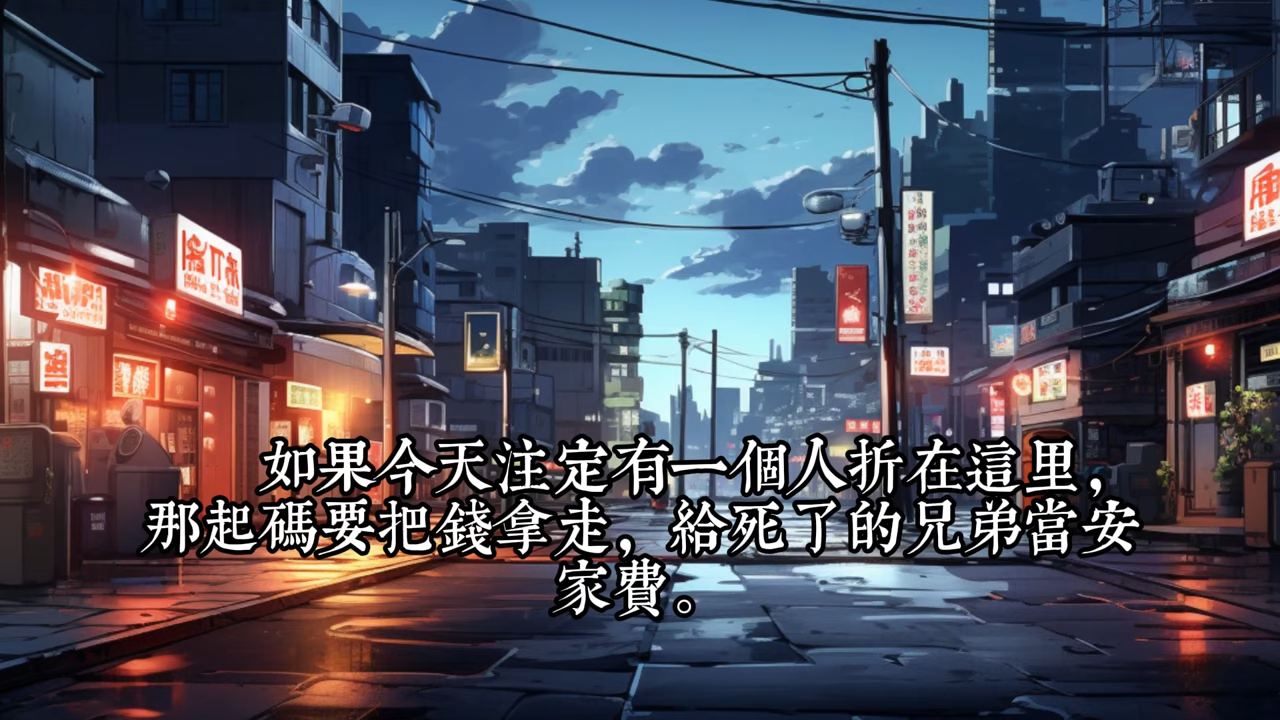 如果今天注定有一個人折在這里，
那起碼要把錢拿走，給死了的兄弟當安
家費。